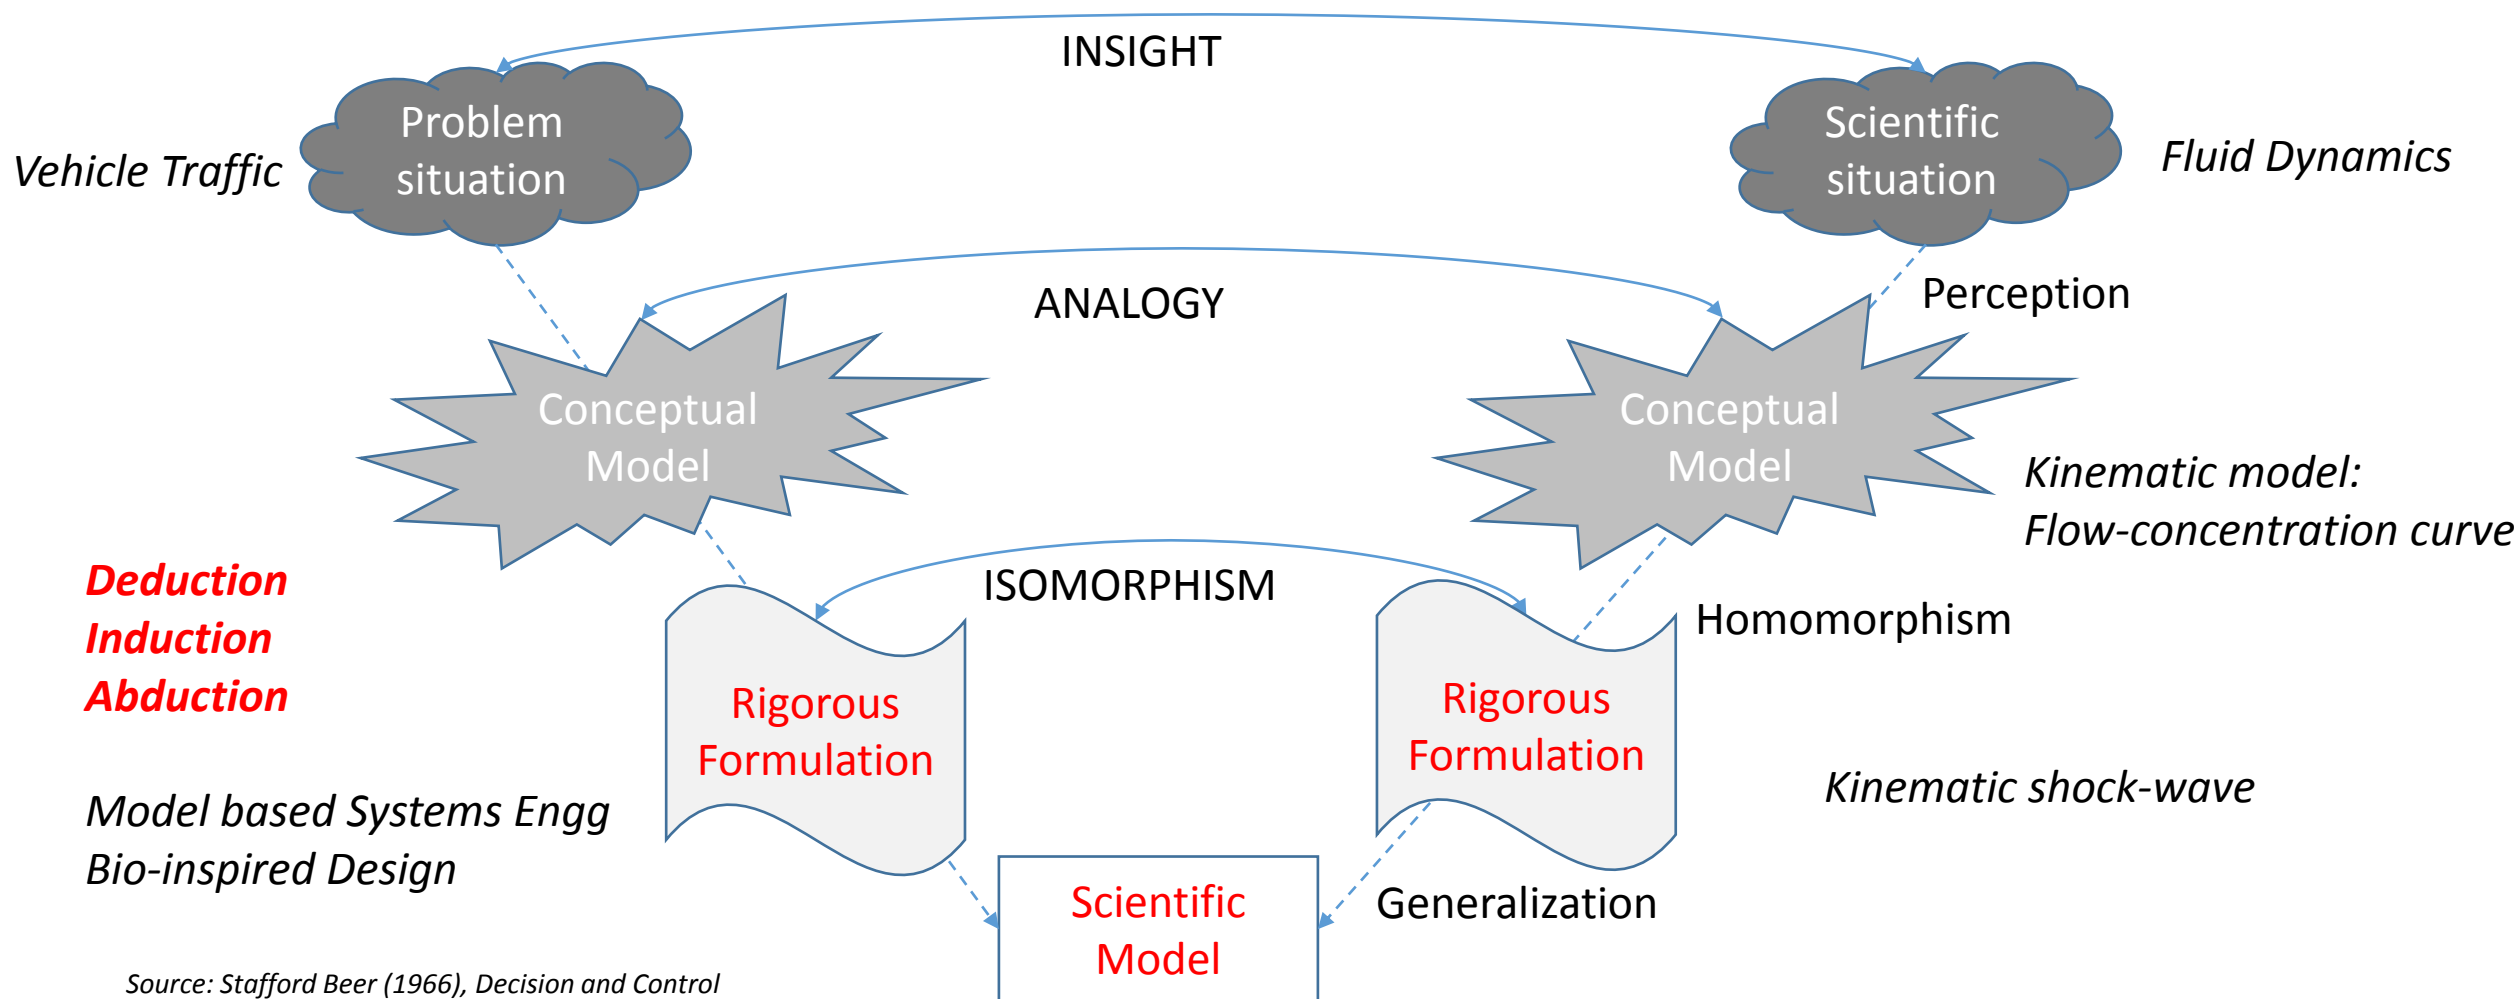 INSIGHT
Problem
situation
Scientific
situation
Vehicle Traffic
Fluid Dynamics
ANALOGY
Perception
Conceptual
Model
Conceptual
Model
Kinematic model:
Flow-concentration curve
ISOMORPHISM
Homomorphism
Deduction
Induction
Abduction
Rigorous
Formulation
Rigorous
Formulation
Model based Systems Engg
Bio-inspired Design
Kinematic shock-wave
Scientific
Model
Generalization
Source: Stafford Beer (1966), Decision and Control